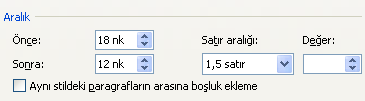 Aralık
Önce: 18 nk Satır aralığı: Değer:
Sonra: 12 nk 1,5 satır
Aynı stildeki paragrafların arasına boşluk ekleme